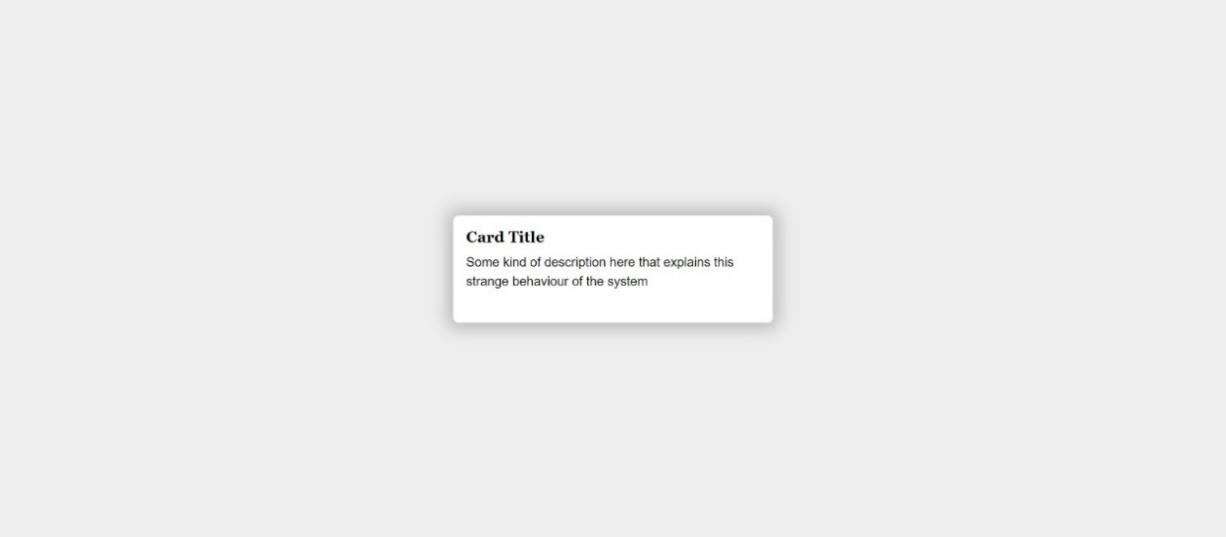 Card Title
Some kind of description here that explains this
strange behaviour of the system